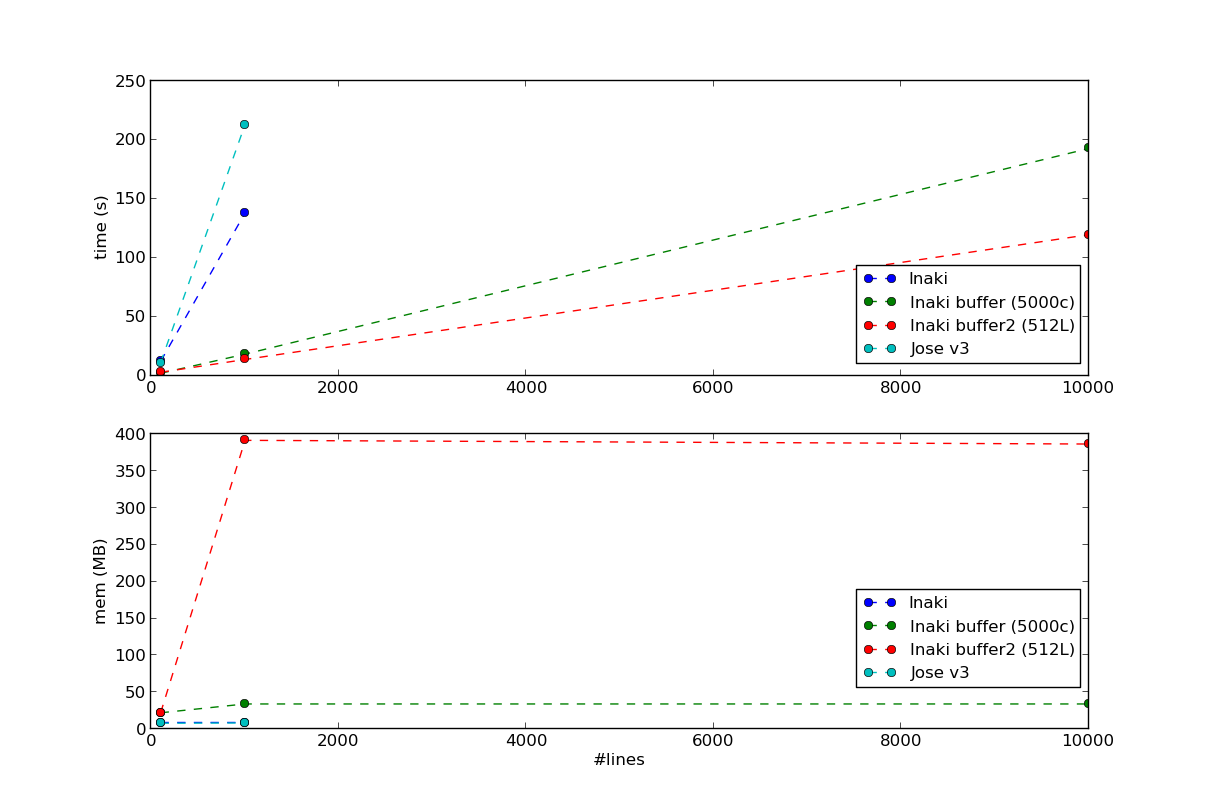 250
200
150
100
50
0
time (s)
0 2000 4000 6000 8000 10000
Inaki
Inaki buffer (5000c)
Inaki buffer2 (512L)
Jose v3
400
350
300
250
200
150
100
50
0
mem (MB)
Inaki
Inaki buffer (5000c)
Inaki buffer2 (512L)
Jose v3
0 2000 4000 6000 8000 10000
#lines